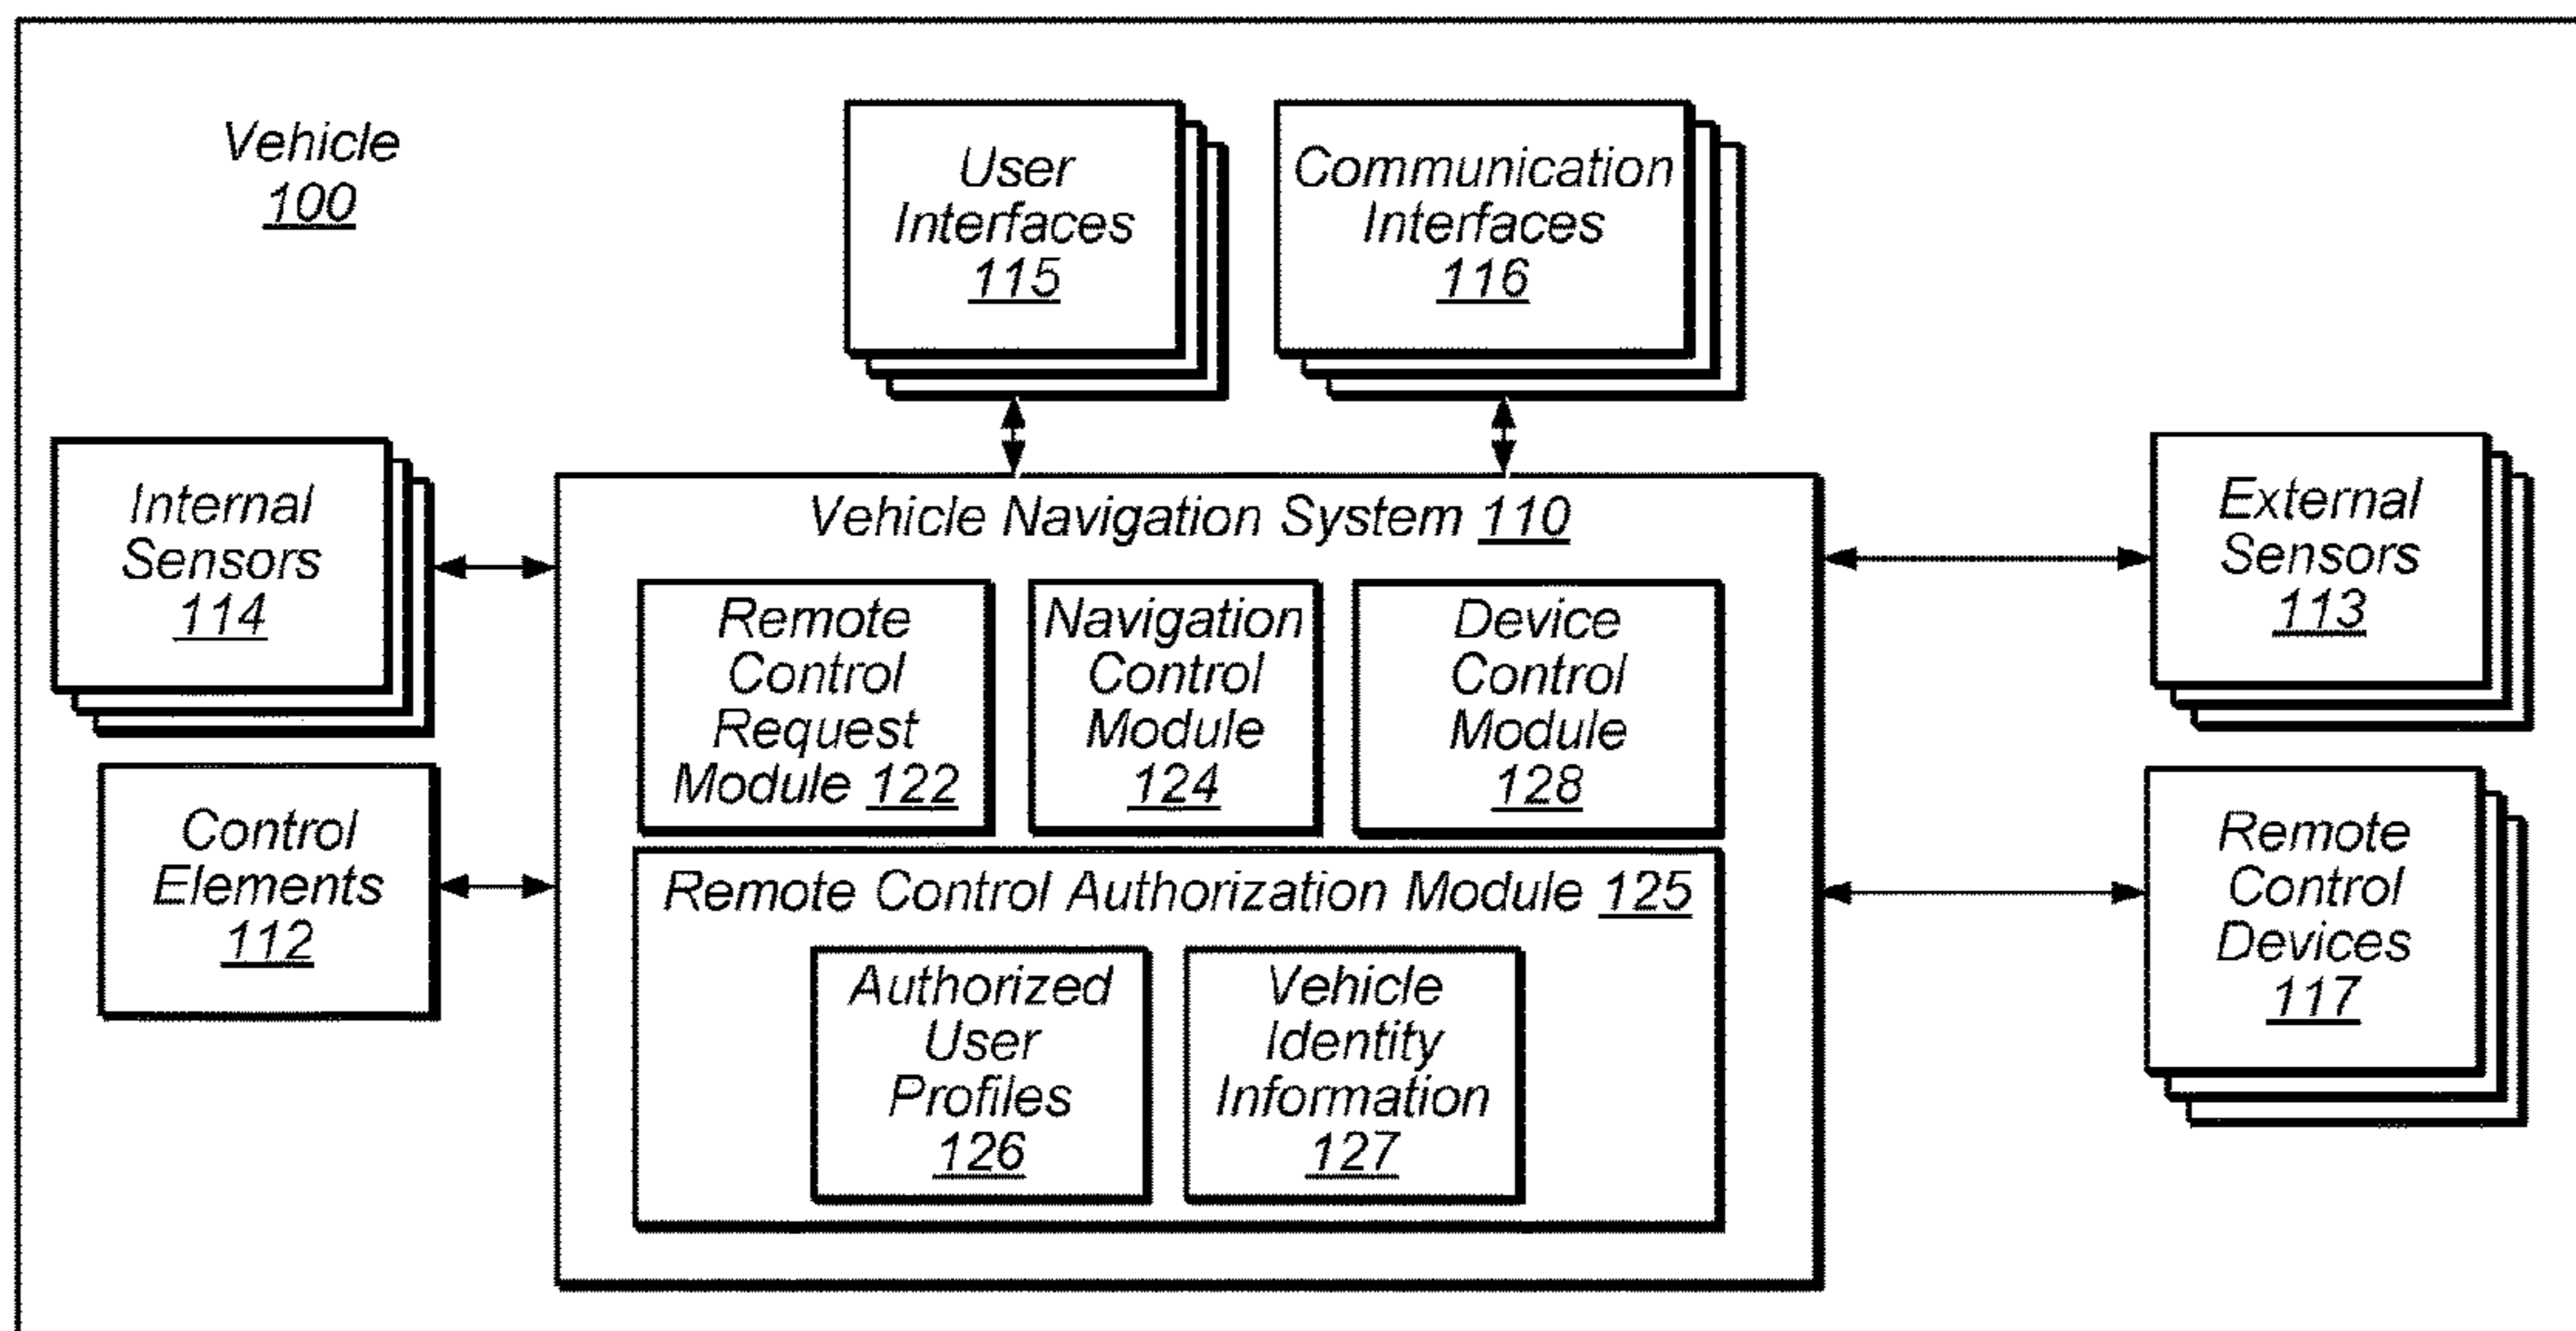 Vehicle
100
User
Interfaces
115
Communication
Interfaces
116
Internal
Sensors
114
Control
Elements
112
Vehicle Navigation System 110
Remote
Control
Request
Module 122
Navigation
Control
Module
124
Device
Control
Module
128
Remote Control Authorization Module 125
Authorized
User
Profiles
126
Vehicle
Identity
Information
127
External
Sensors
113
Remote
Control
Devices
117